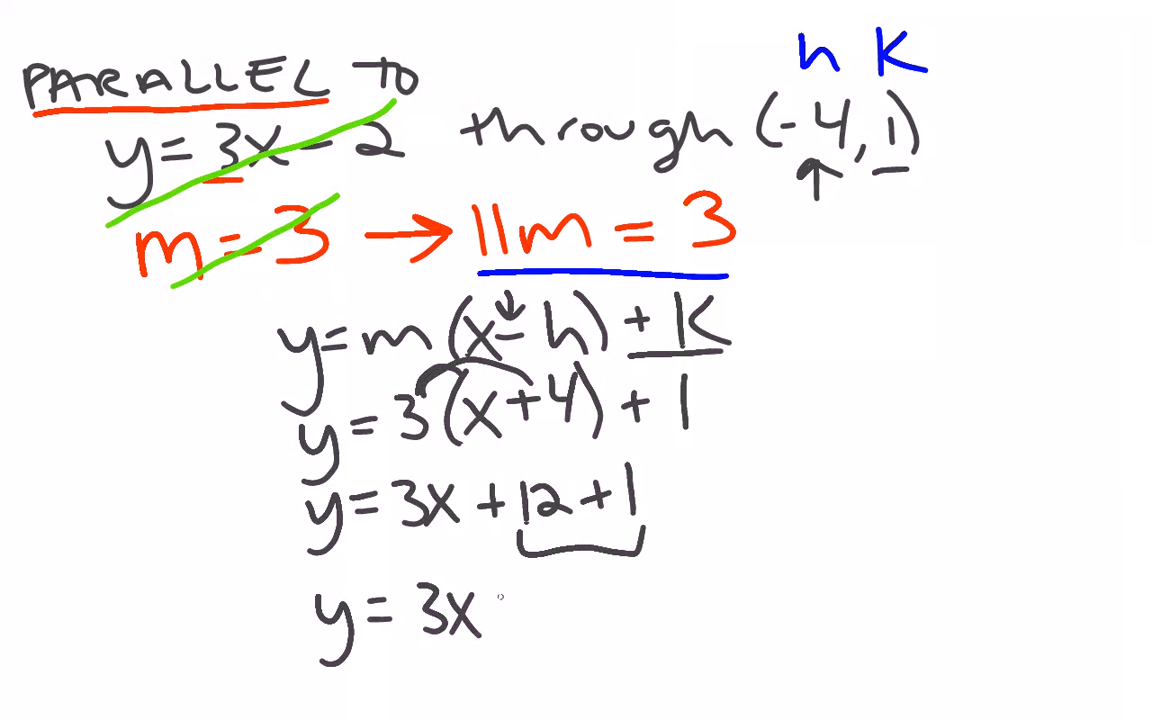 h K
PARALLEL TO
y = 3x - 2 through (-4, 1)
m = 3 → ||m = 3
y = m (x - h) + K
y = 3 (x + 4) + 1
y = 3x + 12 + 1
y = 3x